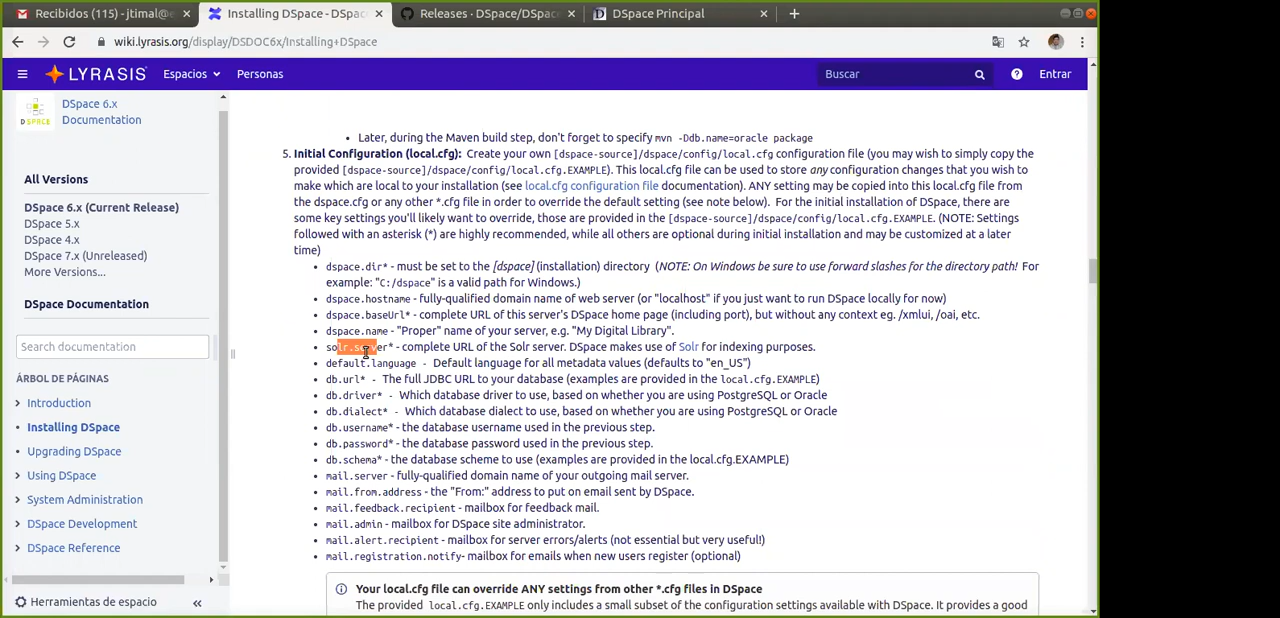 Recibidos (115) - jtimal@e
Installing DSpace - DSpac
Releases · DSpace/DSpac
DSpace Principal
wiki.lyrasis.org/display/DSDOC6x/Installing+DSpace
LYRASIS
Espacios
Personas
Buscar
Entrar
DSPACE
DSpace 6.x
Documentation
All Versions
DSpace 6.x (Current Release)
DSpace 5.x
DSpace 4.x
DSpace 7.x (Unreleased)
More Versions...
DSpace Documentation
Search documentation
ÁRBOL DE PÁGINAS
Introduction
Installing DSpace
Upgrading DSpace
Using DSpace
System Administration
DSpace Development
DSpace Reference
Herramientas de espacio
Later, during the Maven build step, don't forget to specify mvn -Ddb.name=oracle package
5. Initial Configuration (local.cfg): Create your own [dspace-source]/dspace/config/local.cfg configuration file (you may wish to simply copy the
provided [dspace-source]/dspace/config/local.cfg.EXAMPLE). This local.cfg file can be used to store any configuration changes that you wish to
make which are local to your installation (see local.cfg configuration file documentation). ANY setting may be copied into this local.cfg file from
the dspace.cfg or any other *.cfg file in order to override the default setting (see note below). For the initial installation of DSpace, there are
some key settings you'll likely want to override, those are provided in the [dspace-source]/dspace/config/local.cfg.EXAMPLE. (NOTE: Settings
followed with an asterisk (*) are highly recommended, while all others are optional during initial installation and may be customized at a later
time)
dspace.dir* - must be set to the [dspace] (installation) directory (NOTE: On Windows be sure to use forward slashes for the directory path! For
example: "C:/dspace" is a valid path for Windows.)
dspace.hostname - fully-qualified domain name of web server (or "localhost" if you just want to run DSpace locally for now)
dspace.baseUrl* - complete URL of this server's DSpace home page (including port), but without any context eg. /xmlui, /oai, etc.
dspace.name - "Proper" name of your server, e.g. "My Digital Library".
solr.server* - complete URL of the Solr server. DSpace makes use of Solr for indexing purposes.
default.language - Default language for all metadata values (defaults to "en_US")
db.url* - The full JDBC URL to your database (examples are provided in the local.cfg.EXAMPLE)
db.driver* - Which database driver to use, based on whether you are using PostgreSQL or Oracle
db.dialect* - Which database dialect to use, based on whether you are using PostgreSQL or Oracle
db.username* - the database username used in the previous step.
db.password* - the database password used in the previous step.
db.schema* - the database scheme to use (examples are provided in the local.cfg.EXAMPLE)
mail.server - fully-qualified domain name of your outgoing mail server.
mail.from.address - the "From:" address to put on email sent by DSpace.
mail.feedback.recipient - mailbox for feedback mail.
mail.admin - mailbox for DSpace site administrator.
mail.alert.recipient - mailbox for server errors/alerts (not essential but very useful!)
mail.registration.notify- mailbox for emails when new users register (optional)
Your local.cfg file can override ANY settings from other *.cfg files in DSpace
The provided local.cfg.EXAMPLE only includes a small subset of the configuration settings available with DSpace. It provides a good